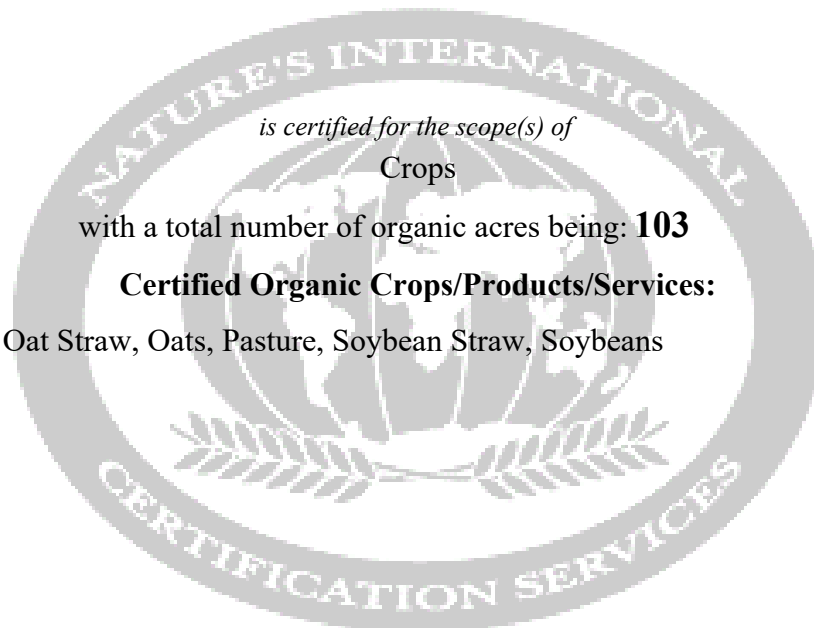 NATURE'S INTERNATIONAL
is certified for the scope(s) of
Crops
with a total number of organic acres being: 103
Certified Organic Crops/Products/Services:
Oat Straw, Oats, Pasture, Soybean Straw, Soybeans
CERTIFICATION SERVICES